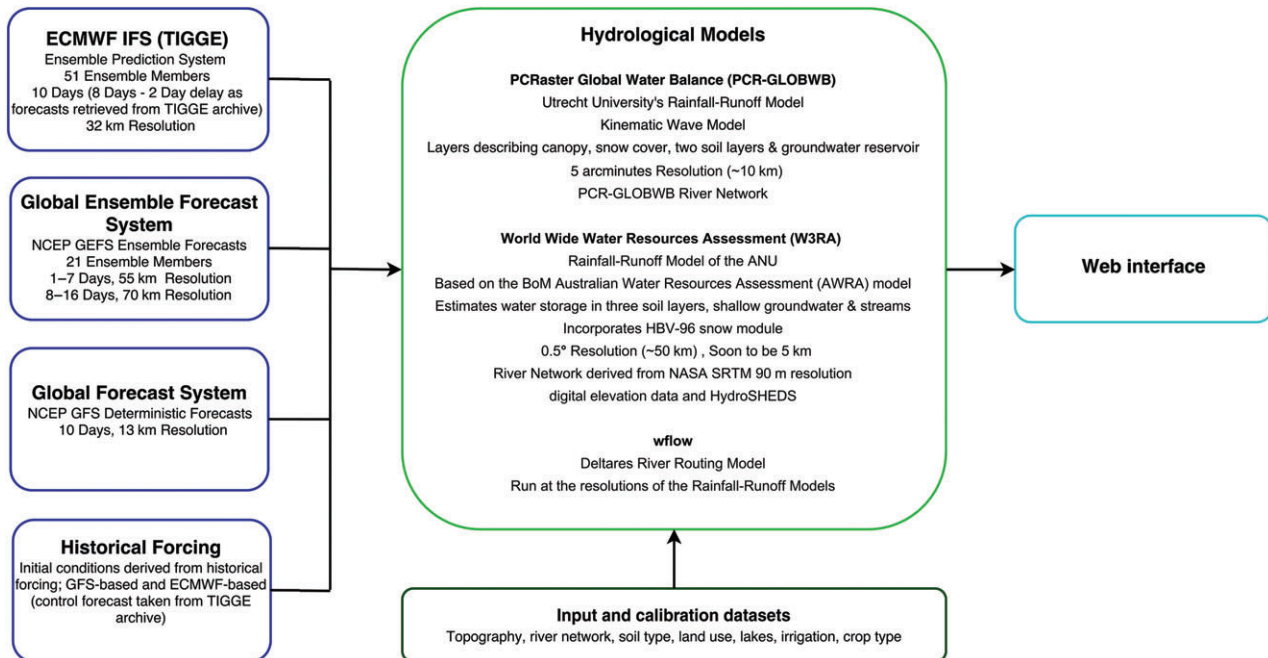 ECMWF IFS (TIGGE)
Ensemble Prediction System
51 Ensemble Members
10 Days (8 Days - 2 Day delay as
forecasts retrieved from TIGGE archive)
32 km Resolution
Global Ensemble Forecast
System
NCEP GEFS Ensemble Forecasts
21 Ensemble Members
1–7 Days, 55 km Resolution
8–16 Days, 70 km Resolution
Global Forecast System
NCEP GFS Deterministic Forecasts
10 Days, 13 km Resolution
Historical Forcing
Initial conditions derived from historical
forcing; GFS-based and ECMWF-based
(control forecast taken from TIGGE
archive)
Hydrological Models
PCRaster Global Water Balance (PCR-GLOBWB)
Utrecht University's Rainfall-Runoff Model
Kinematic Wave Model
Layers describing canopy, snow cover, two soil layers & groundwater reservoir
5 arcminutes Resolution (~10 km)
PCR-GLOBWB River Network
World Wide Water Resources Assessment (W3RA)
Rainfall-Runoff Model of the ANU
Based on the BoM Australian Water Resources Assessment (AWRA) model
Estimates water storage in three soil layers, shallow groundwater & streams
Incorporates HBV-96 snow module
0.5° Resolution (~50 km) , Soon to be 5 km
River Network derived from NASA SRTM 90 m resolution
digital elevation data and HydroSHEDS
wflow
Deltares River Routing Model
Run at the resolutions of the Rainfall-Runoff Models
Input and calibration datasets
Topography, river network, soil type, land use, lakes, irrigation, crop type
Web interface